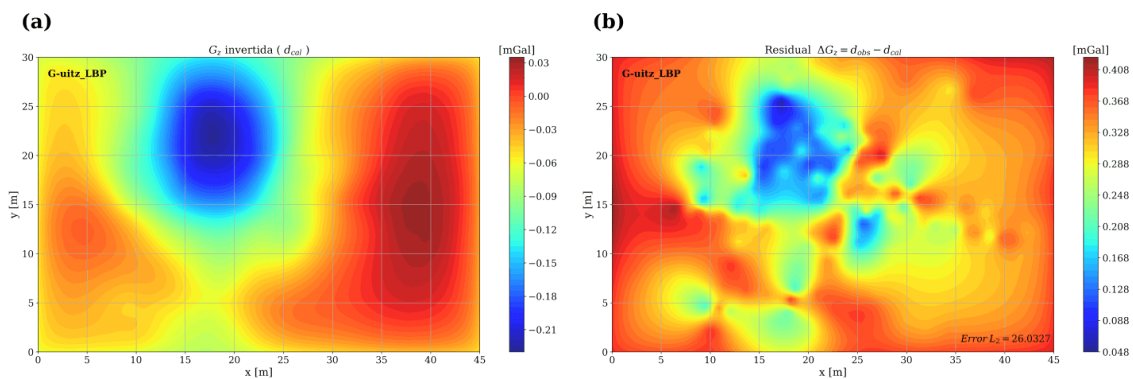 (a)
(b)
G_z invertida ( d_cal )
[mGal]
Residual ΔG_z = d_obs − d_cal
[mGal]
G-uitz_LBP
G-uitz_LBP
30
25
20
15
10
5
0
y [m]
0 5 10 15 20 25 30 35 40 45
x [m]
0.03
0.00
−0.03
−0.06
−0.09
−0.12
−0.15
−0.18
−0.21
30
25
20
15
10
5
0
y [m]
Error L_2 = 26.0327
0 5 10 15 20 25 30 35 40 45
x [m]
0.408
0.368
0.328
0.288
0.248
0.208
0.168
0.128
0.088
0.048